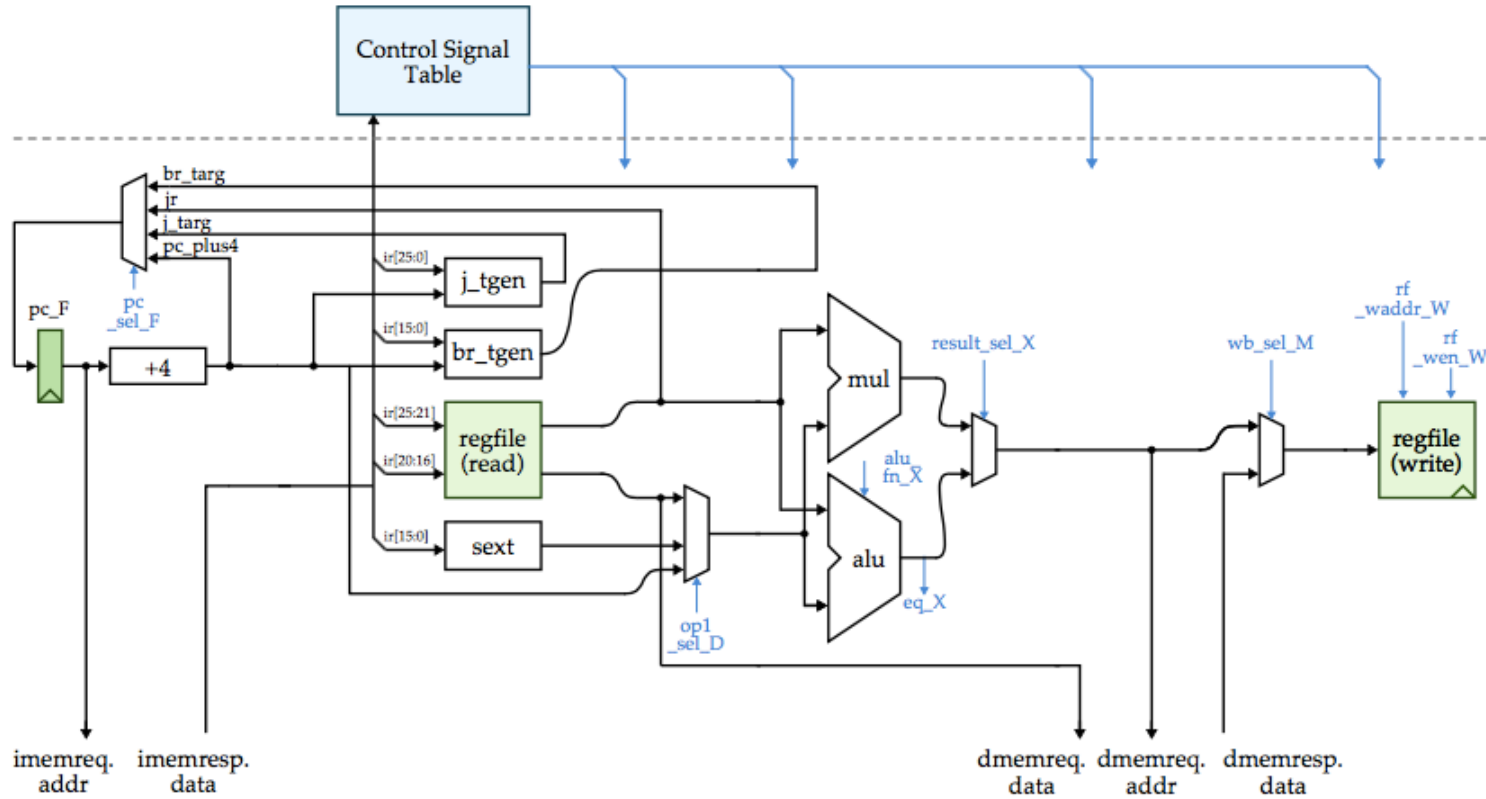 Control Signal
Table
br_targ
jr
j_targ
pc_plus4
pc
_sel_F
pc_F
+4
ir[25:0]
j_tgen
ir[15:0]
br_tgen
ir[25:21]
regfile
(read)
ir[20:16]
ir[15:0]
sext
op1
_sel_D
mul
alu_
fn_X
alu
eq_X
result_sel_X
wb_sel_M
rf
_waddr_W
rf
_wen_W
regfile
(write)
imemreq.
addr
imemresp.
data
dmemreq.
data
dmemreq.
addr
dmemresp.
data